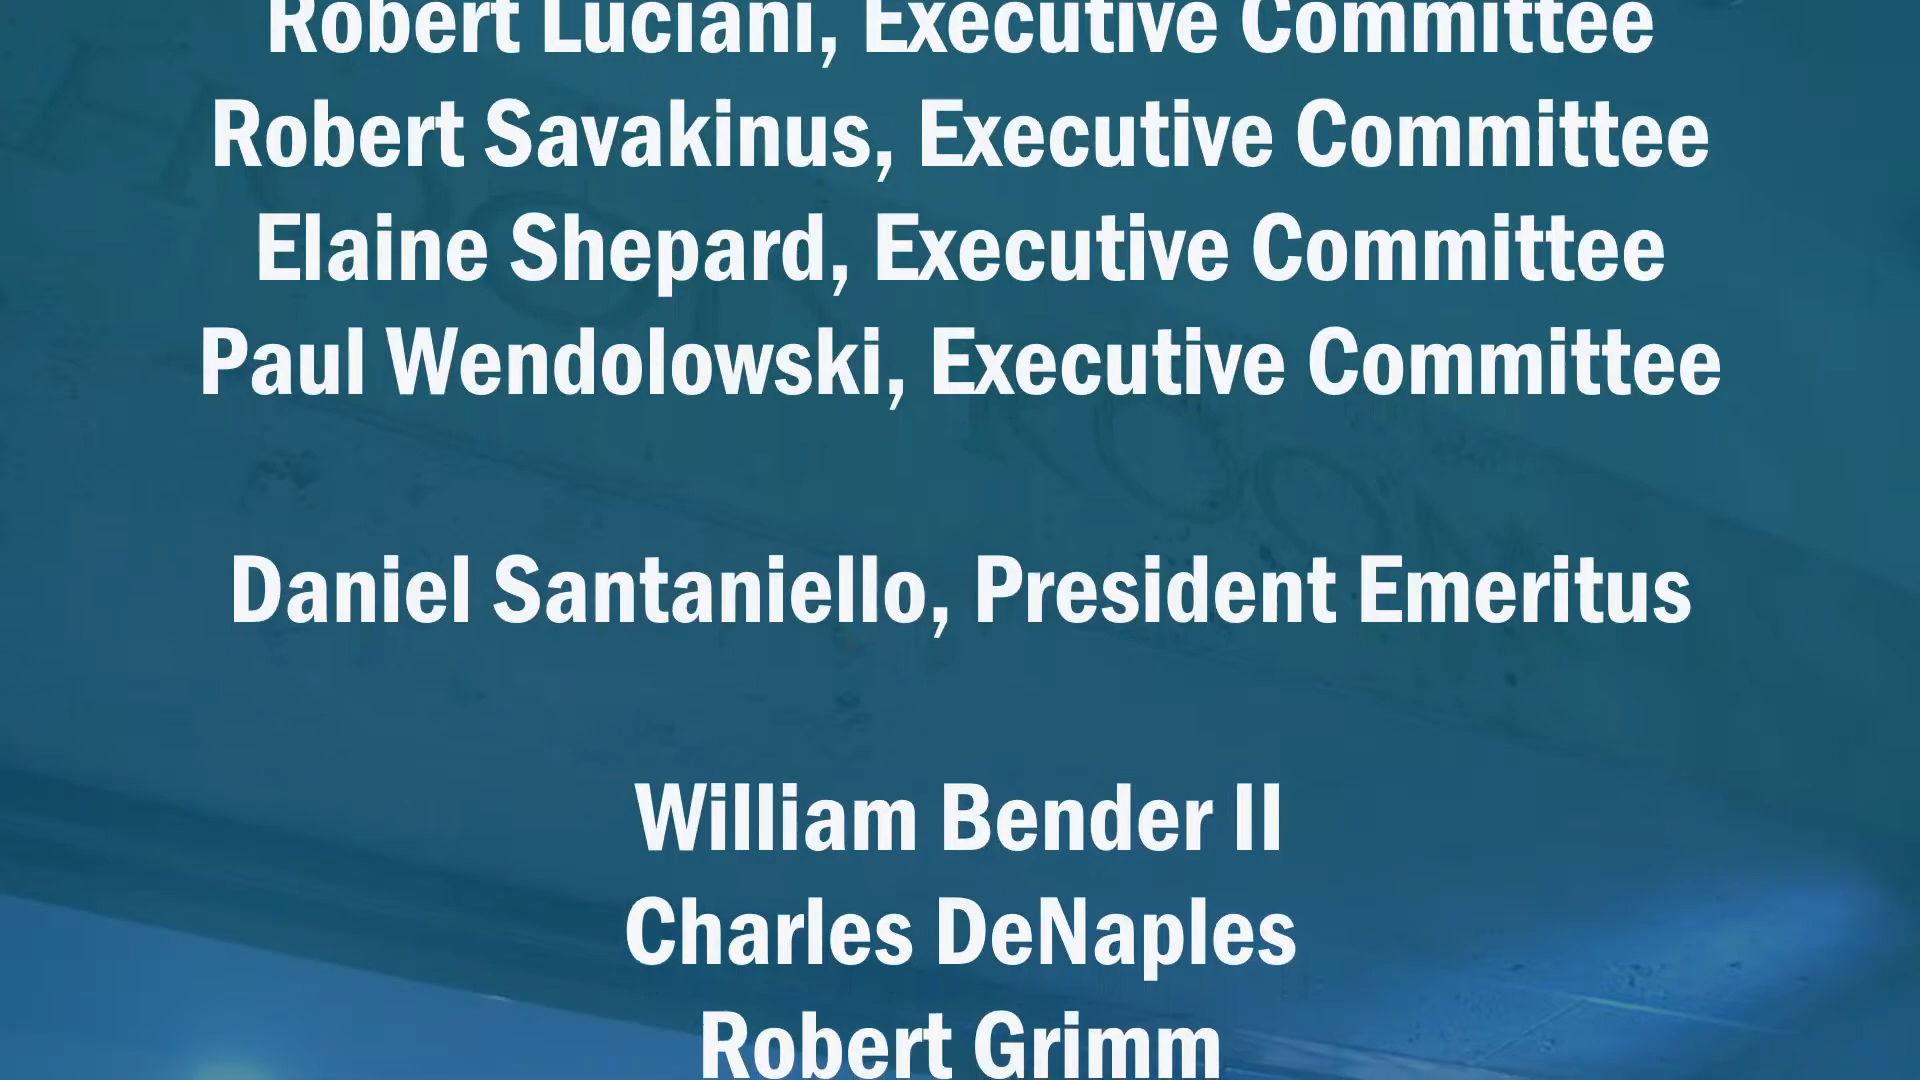 Robert Luciani, Executive Committee
Robert Savakinus, Executive Committee
Elaine Shepard, Executive Committee
Paul Wendolowski, Executive Committee
Daniel Santaniello, President Emeritus
William Bender II
Charles DeNaples
Robert Grimm